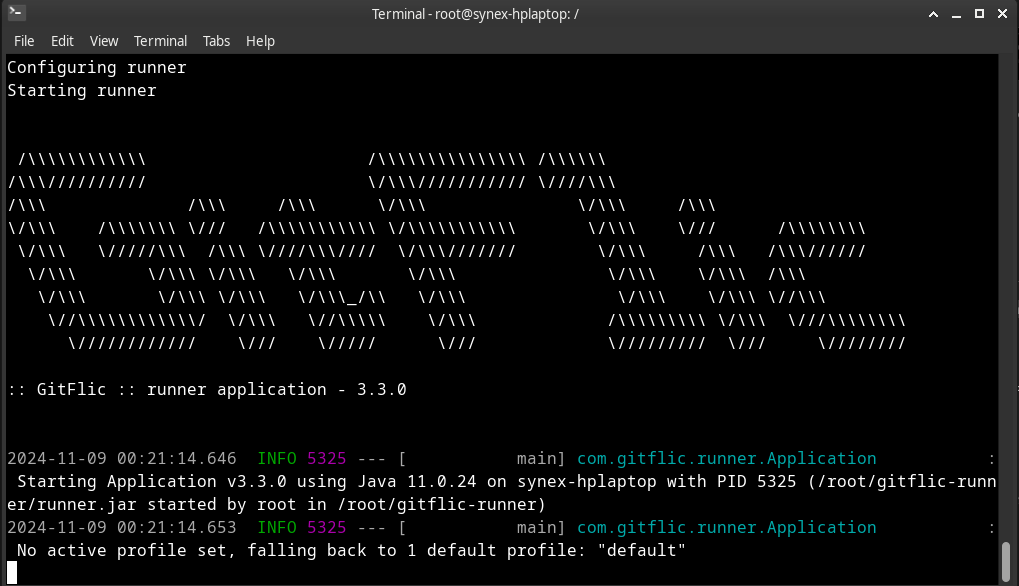 Terminal - root@synex-hplaptop: /
File Edit View Terminal Tabs Help
Configuring runner
Starting runner
 /\\\\\\\\\\\\                       /\\\\\\\\\\\\\\\ /\\\\\\
/\\\//////////                       \/\\\/////////// \////\\\
/\\\              /\\\     /\\\      \/\\\               \/\\\     /\\\
\/\\\    /\\\\\\\ \///   /\\\\\\\\\\\ \/\\\\\\\\\\\       \/\\\    \///      /\\\\\\\\
 \/\\\   \/////\\\  /\\\ \////\\\////  \/\\\///////        \/\\\     /\\\   /\\\//////
  \/\\\       \/\\\ \/\\\   \/\\\       \/\\\               \/\\\    \/\\\  /\\\
   \/\\\       \/\\\ \/\\\   \/\\\_/\\   \/\\\               \/\\\    \/\\\ \//\\\
    \//\\\\\\\\\\\\/  \/\\\   \//\\\\\    \/\\\             /\\\\\\\\\ \/\\\  \///\\\\\\\\
      \////////////    \///    \/////      \///             \/////////  \///     \////////
:: GitFlic :: runner application - 3.3.0
2024-11-09 00:21:14.646  INFO 5325 --- [           main] com.gitflic.runner.Application           :
 Starting Application v3.3.0 using Java 11.0.24 on synex-hplaptop with PID 5325 (/root/gitflic-runn
er/runner.jar started by root in /root/gitflic-runner)
2024-11-09 00:21:14.653  INFO 5325 --- [           main] com.gitflic.runner.Application           :
 No active profile set, falling back to 1 default profile: "default"